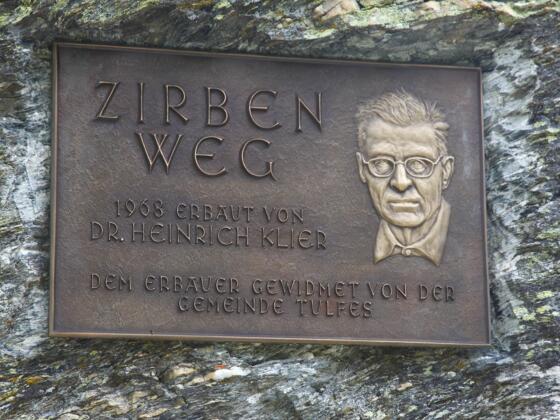 ZIRBEN
WEG
1968 ERBAUT VON
DR. HEINRICH KLIER
DEM ERBAUER GEWIDMET VON DER
GEMEINDE TULFES